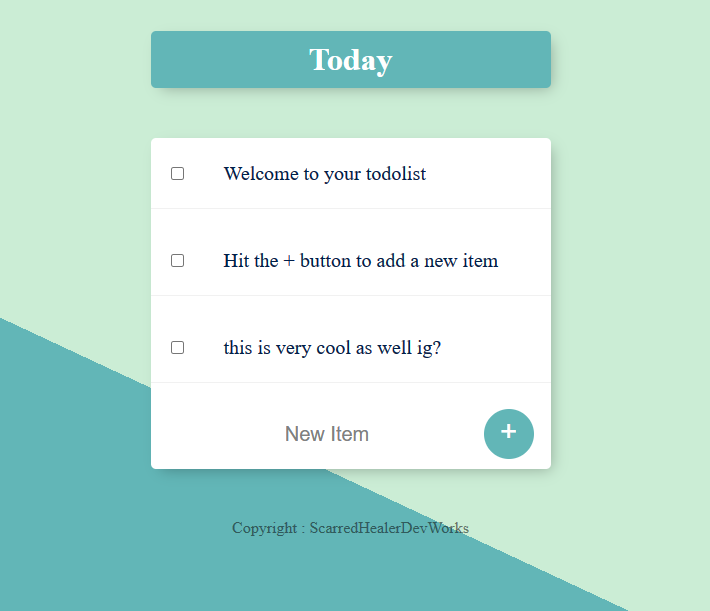 Today
Welcome to your todolist
Hit the + button to add a new item
this is very cool as well ig?
New Item
+
Copyright : ScarredHealerDevWorks